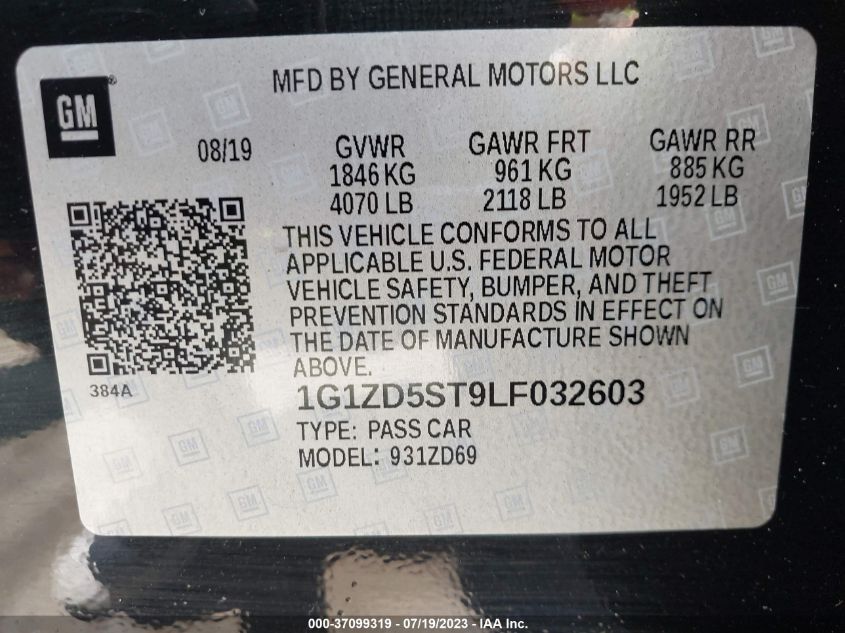 MFD BY GENERAL MOTORS LLC
GM®
08/19
GVWR GAWR FRT GAWR RR
1846 KG 961 KG 885 KG
4070 LB 2118 LB 1952 LB
THIS VEHICLE CONFORMS TO ALL
APPLICABLE U.S. FEDERAL MOTOR
VEHICLE SAFETY, BUMPER, AND THEFT
PREVENTION STANDARDS IN EFFECT ON
THE DATE OF MANUFACTURE SHOWN
ABOVE.
384A
1G1ZD5ST9LF032603
TYPE: PASS CAR
MODEL: 931ZD69
000-37099319 - 07/19/2023 - IAA, Inc.